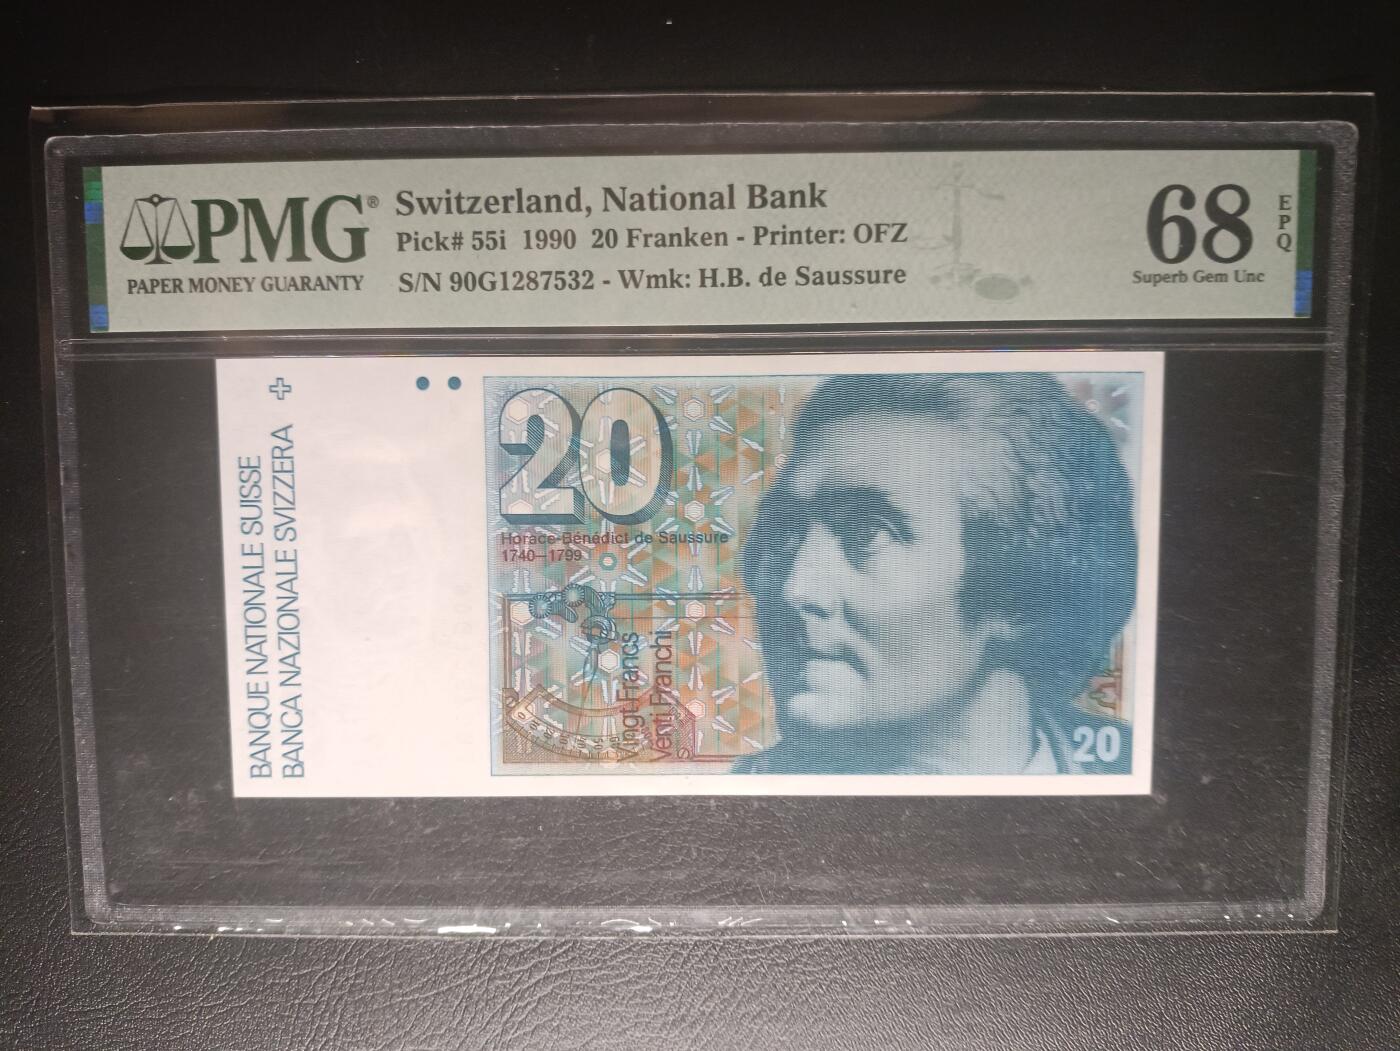 PMG®
PAPER MONEY GUARANTY
Switzerland, National Bank
Pick# 55i 1990 20 Franken - Printer: OFZ
S/N 90G1287532 - Wmk: H.B. de Saussure
68
EPQ
Superb Gem Unc
BANQUE NATIONALE SUISSE
BANCA NAZIONALE SVIZZERA
20
Horace-Bénédict de Saussure
1740–1799
Vingt Francs
Venti Franchi
20